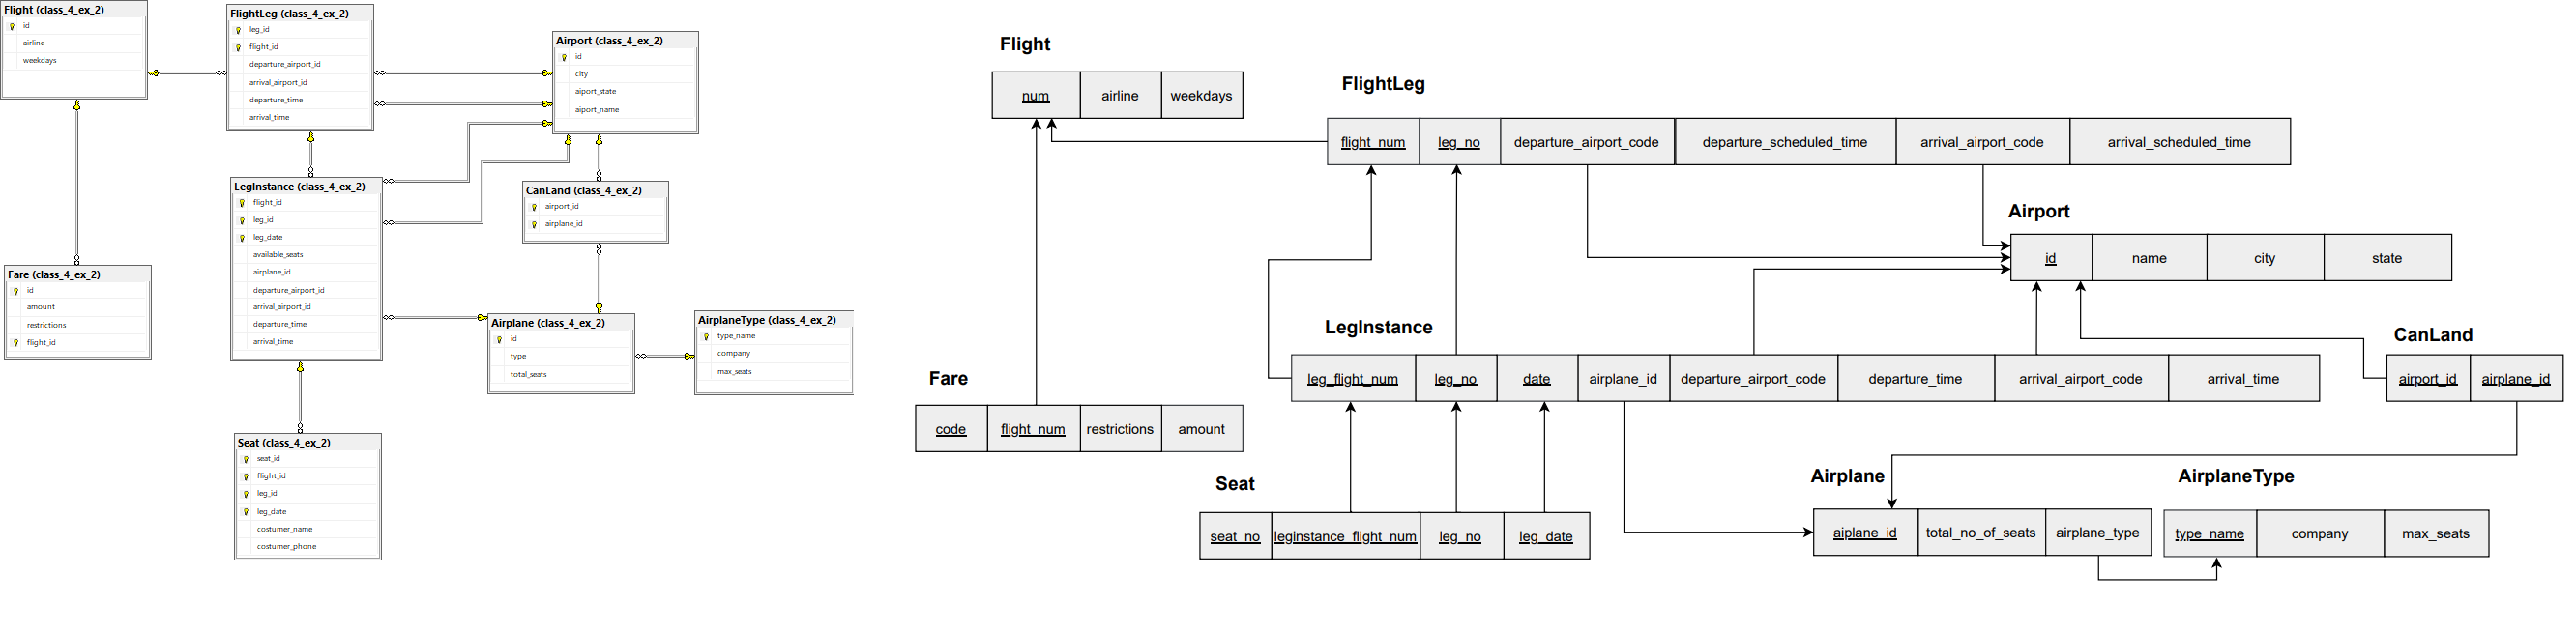 Flight (class_4_ex_2)
id
airline
weekdays
FlightLeg (class_4_ex_2)
leg_id
flight_id
departure_airport_id
arrival_airport_id
departure_time
arrival_time
Airport (class_4_ex_2)
id
city
aiport_state
aiport_name
LegInstance (class_4_ex_2)
flight_id
leg_id
leg_date
available_seats
airplane_id
departure_airport_id
arrival_airport_id
departure_time
arrival_time
CanLand (class_4_ex_2)
airport_id
airplane_id
Fare (class_4_ex_2)
id
amount
restrictions
flight_id
Airplane (class_4_ex_2)
id
type
total_seats
AirplaneType (class_4_ex_2)
type_name
company
max_seats
Seat (class_4_ex_2)
seat_id
flight_id
leg_id
leg_date
costumer_name
costumer_phone
Flight
num airline weekdays
FlightLeg
flight_num leg_no departure_airport_code departure_scheduled_time arrival_airport_code arrival_scheduled_time
Airport
id name city state
LegInstance
leg_flight_num leg_no date airplane_id departure_airport_code departure_time arrival_airport_code arrival_time
CanLand
airport_id airplane_id
Fare
code flight_num restrictions amount
Seat
seat_no leginstance_flight_num leg_no leg_date
Airplane
aiplane_id total_no_of_seats airplane_type
AirplaneType
type_name company max_seats